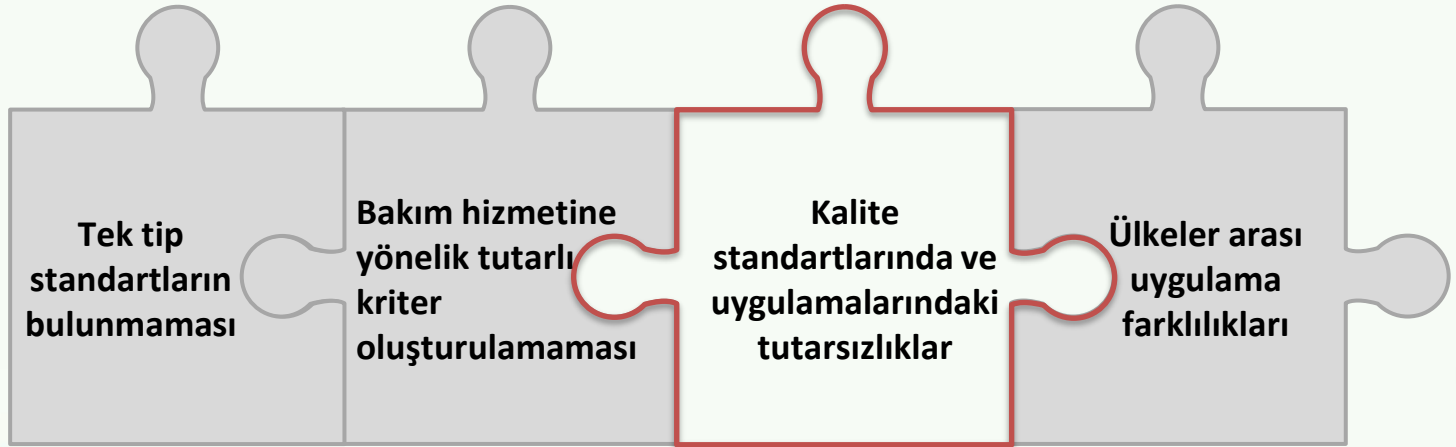 Tek tip
standartların
bulunmaması
Bakım hizmetine
yönelik tutarlı
kriter
oluşturulamaması
Kalite
standartlarında ve
uygulamalarındaki
tutarsızlıklar
Ülkeler arası
uygulama
farklılıkları